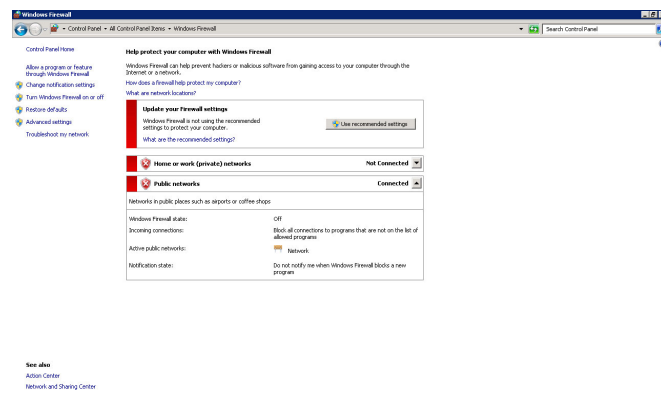 Windows Firewall
Control Panel
All Control Panel Items
Windows Firewall
Search Control Panel
Control Panel Home
Allow a program or feature
through Windows Firewall
Change notification settings
Turn Windows Firewall on or off
Restore defaults
Advanced settings
Troubleshoot my network
Help protect your computer with Windows Firewall
Windows Firewall can help prevent hackers or malicious software from gaining access to your computer through the
Internet or a network.
How does a firewall help protect my computer?
What are network locations?
Update your Firewall settings
Windows Firewall is not using the recommended
settings to protect your computer.
Use recommended settings
What are the recommended settings?
Home or work (private) networks
Not Connected
Public networks
Connected
Networks in public places such as airports or coffee shops
Windows Firewall state:
Off
Incoming connections:
Block all connections to programs that are not on the list of
allowed programs
Active public networks:
Network
Notification state:
Do not notify me when Windows Firewall blocks a new
program
See also
Action Center
Network and Sharing Center